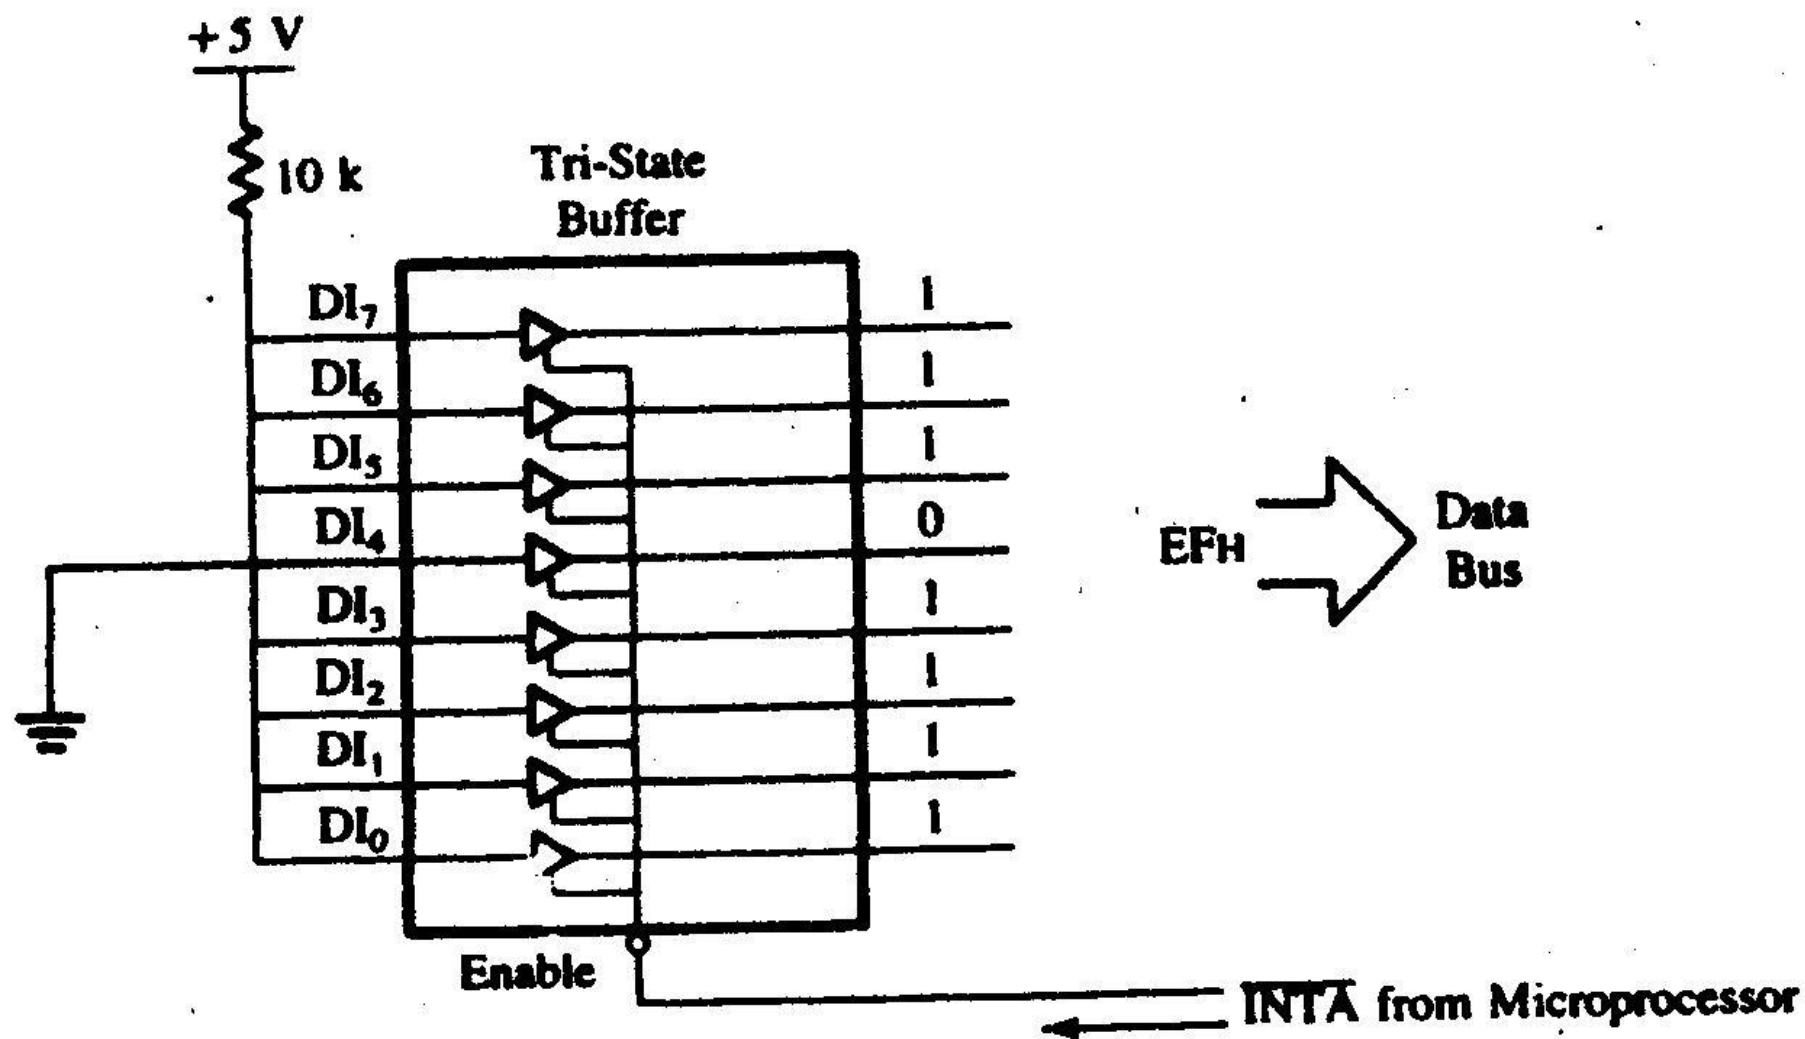 +5 V
10 k
Tri-State
Buffer
DI₇
1
DI₆
1
DI₅
1
DI₄
0
DI₃
1
DI₂
1
DI₁
1
DI₀
1
EFH
Data
Bus
Enable
I̅N̅T̅A̅ from Microprocessor